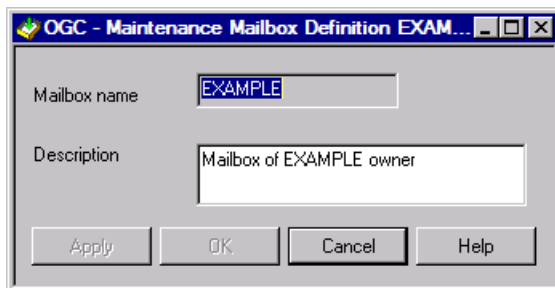 OGC - Maintenance Mailbox Definition EXAM...
Mailbox name
EXAMPLE
Description
Mailbox of EXAMPLE owner
Apply
OK
Cancel
Help